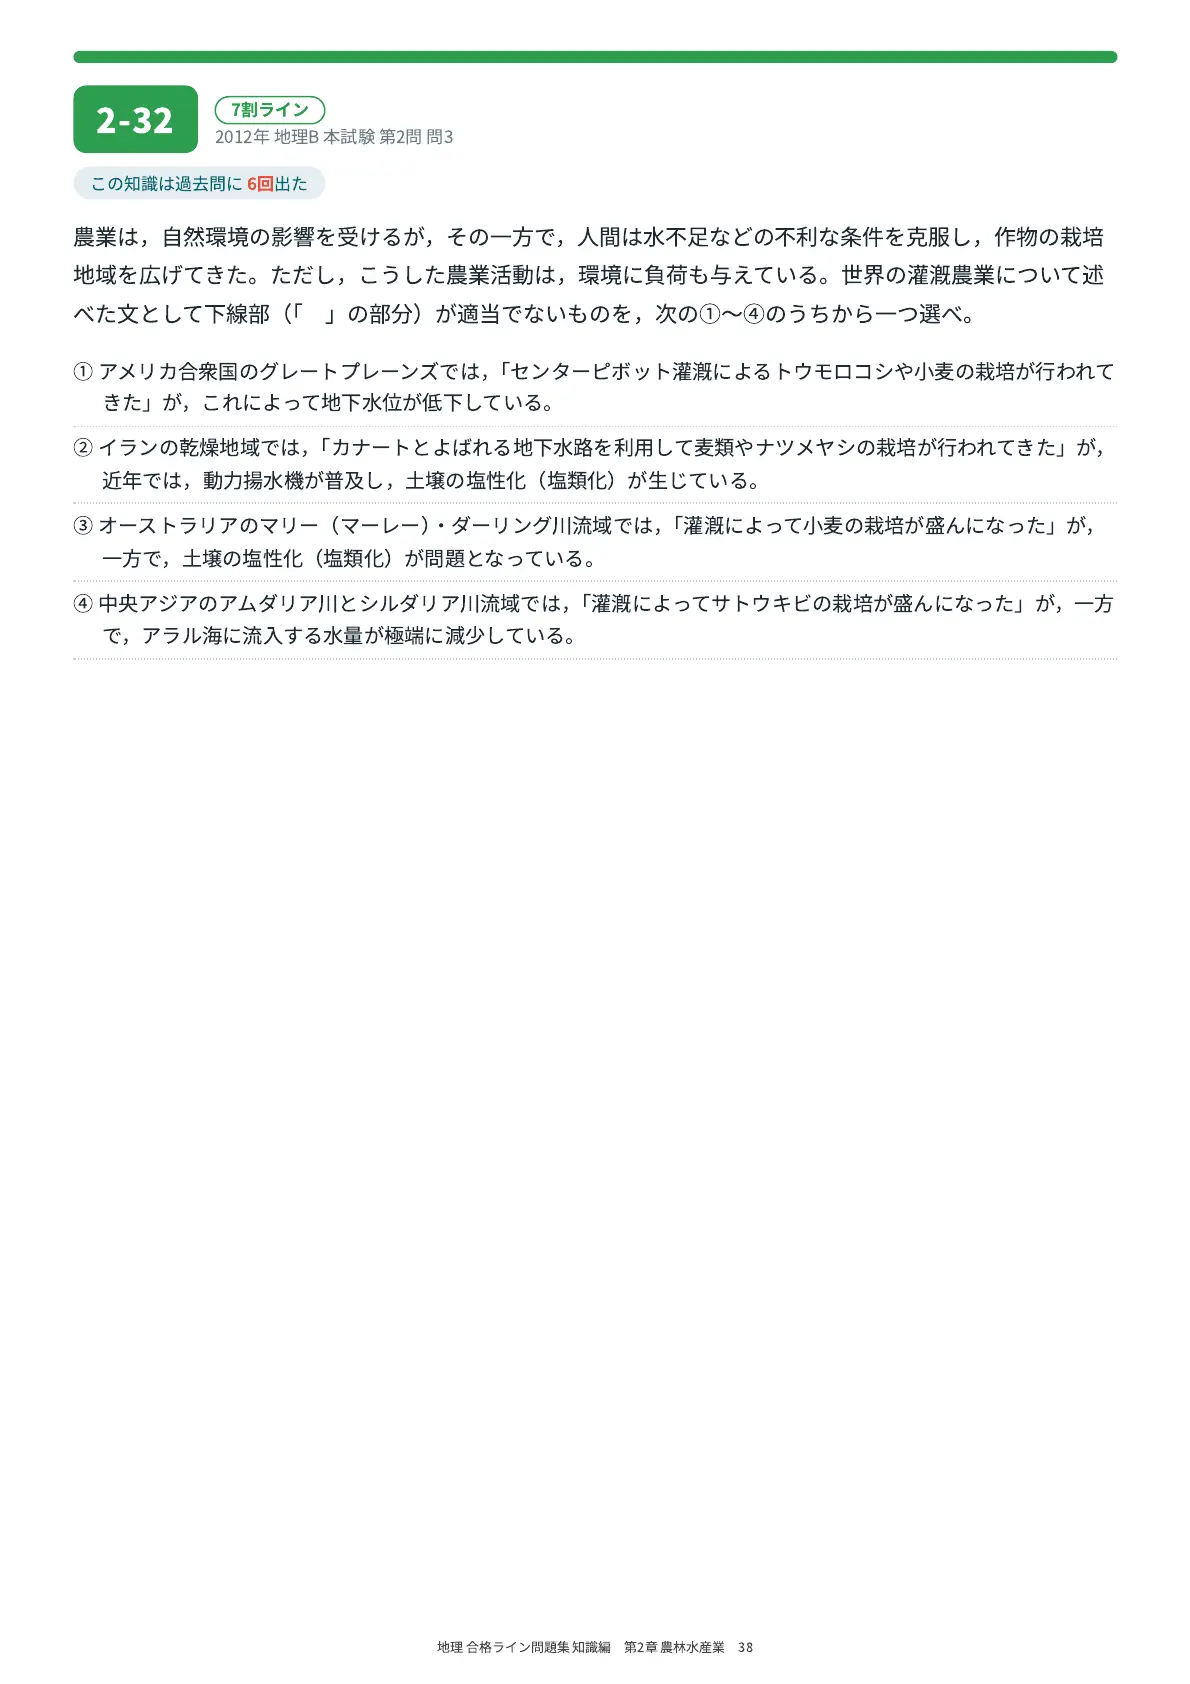 2-32
7割ライン
2012年 地理B 本試験 第2問 問3
この知識は過去問に 6回出た
農業は，自然環境の影響を受けるが，その一方で，人間は水不足などの不利な条件を克服し，作物の栽培
地域を広げてきた。ただし，こうした農業活動は，環境に負荷も与えている。世界の灌漑農業について述
べた文として下線部（「　」の部分）が適当でないものを，次の①〜④のうちから一つ選べ。
① アメリカ合衆国のグレートプレーンズでは，「センターピボット灌漑によるトウモロコシや小麦の栽培が行われて
きた」が，これによって地下水位が低下している。
② イランの乾燥地域では，「カナートとよばれる地下水路を利用して麦類やナツメヤシの栽培が行われてきた」が，
近年では，動力揚水機が普及し，土壌の塩性化（塩類化）が生じている。
③ オーストラリアのマリー（マーレー）・ダーリング川流域では，「灌漑によって小麦の栽培が盛んになった」が，
一方で，土壌の塩性化（塩類化）が問題となっている。
④ 中央アジアのアムダリア川とシルダリア川流域では，「灌漑によってサトウキビの栽培が盛んになった」が，一方
で，アラル海に流入する水量が極端に減少している。
地理 合格ライン問題集 知識編　第2章 農林水産業　38